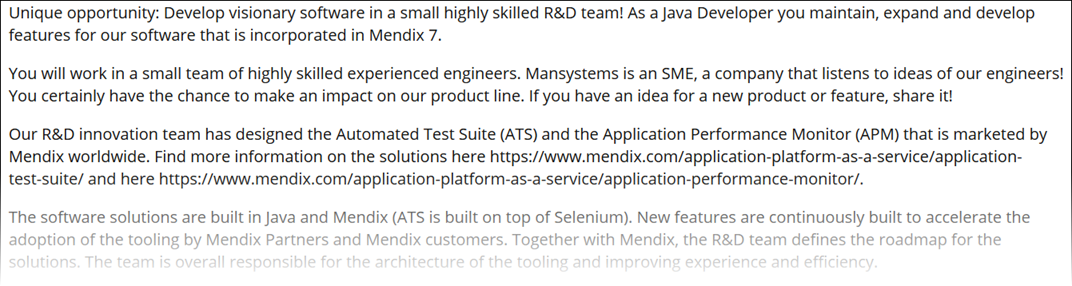 Unique opportunity: Develop visionary software in a small highly skilled R&D team! As a Java Developer you maintain, expand and develop
features for our software that is incorporated in Mendix 7.
You will work in a small team of highly skilled experienced engineers. Mansystems is an SME, a company that listens to ideas of our engineers!
You certainly have the chance to make an impact on our product line. If you have an idea for a new product or feature, share it!
Our R&D innovation team has designed the Automated Test Suite (ATS) and the Application Performance Monitor (APM) that is marketed by
Mendix worldwide. Find more information on the solutions here https://www.mendix.com/application-platform-as-a-service/application-
test-suite/ and here https://www.mendix.com/application-platform-as-a-service/application-performance-monitor/.
The software solutions are built in Java and Mendix (ATS is built on top of Selenium). New features are continuously built to accelerate the
adoption of the tooling by Mendix Partners and Mendix customers. Together with Mendix, the R&D team defines the roadmap for the
solutions. The team is overall responsible for the architecture of the tooling and improving experience and efficiency.